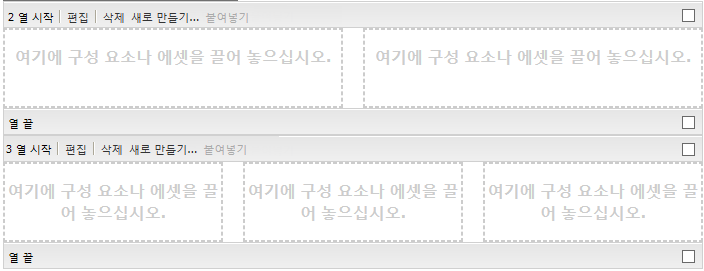 2 열 시작 편집 삭제 새로 만들기... 붙여넣기
여기에 구성 요소나 에셋을 끌어 놓으십시오. 여기에 구성 요소나 에셋을 끌어 놓으십시오.
열 끝
3 열 시작 편집 삭제 새로 만들기... 붙여넣기
여기에 구성 요소나 에셋을 끌
어 놓으십시오.
여기에 구성 요소나 에셋을 끌
어 놓으십시오.
여기에 구성 요소나 에셋을 끌
어 놓으십시오.
열 끝